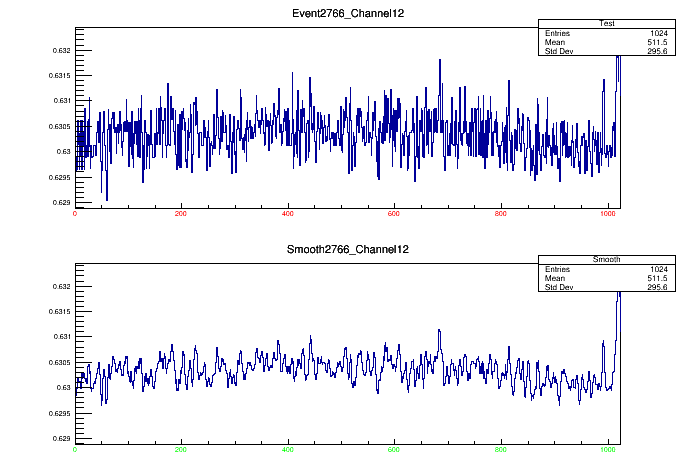 Event2766_Channel12
Test
Entries 1024
Mean 511.5
Std Dev 295.6
0.632
0.6315
0.631
0.6305
0.63
0.6295
0.629
0 200 400 600 800 1000
Smooth2766_Channel12
Smooth
Entries 1024
Mean 511.5
Std Dev 295.6
0.632
0.6315
0.631
0.6305
0.63
0.6295
0.629
0 200 400 600 800 1000